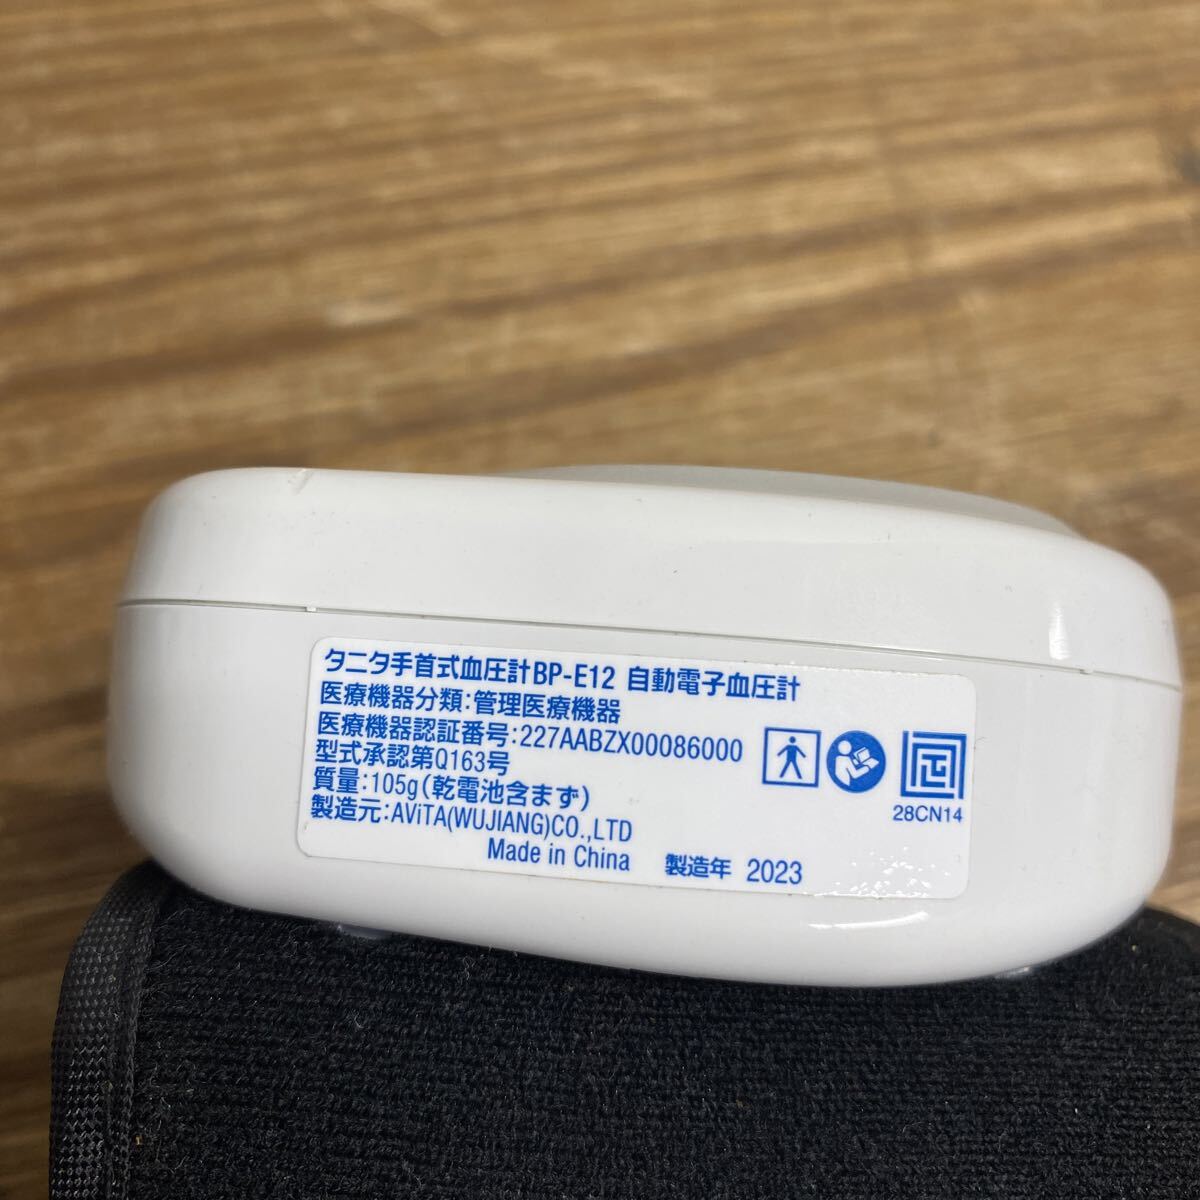 タニタ手首式血圧計BP-E12 自動電子血圧計
医療機器分類:管理医療機器
医療機器認証番号:227AABZX00086000
型式承認第Q163号
質量:105g(乾電池含まず)
製造元:AViTA(WUJIANG)CO.,LTD
Made in China 製造年 2023
28CN14